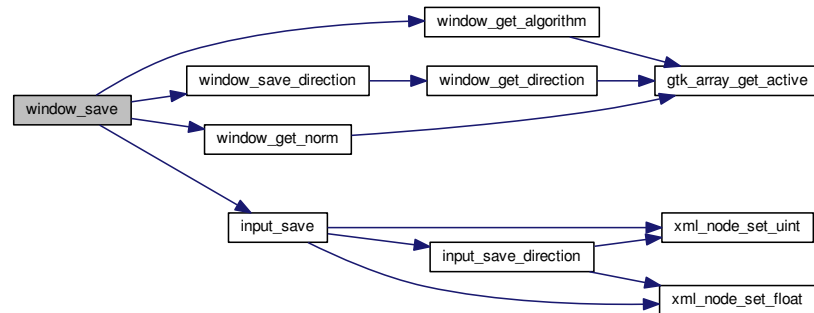 window_save
window_get_algorithm
window_save_direction
window_get_direction
gtk_array_get_active
window_get_norm
input_save
xml_node_set_uint
input_save_direction
xml_node_set_float